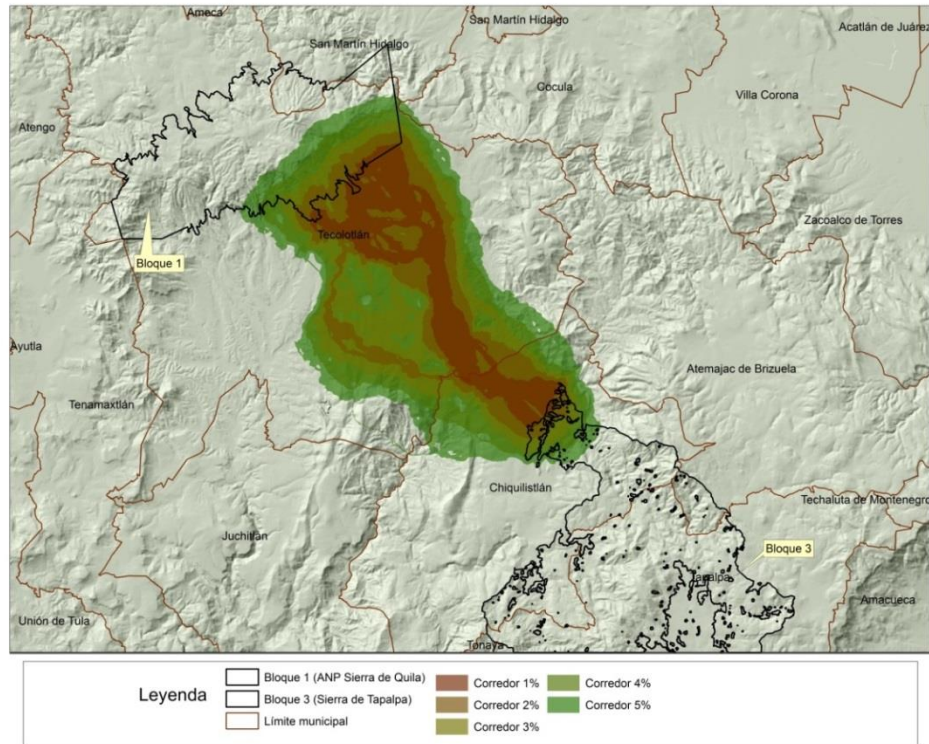 Ameca
San Martín Hidalgo
Acatlán de Juárez
San Martín Hidalgo
Cocula
Villa Corona
Atengo
Zacoalco de Torres
Tecolotlán
Bloque 1
Ayutla
Atemajac de Brizuela
Tenamaxtlán
Chiquilistlán
Techaluta de Montenegro
Juchitlán
Bloque 3
Tapalpa
Amacueca
Unión de Tula
Tonaya
Leyenda
Bloque 1 (ANP Sierra de Quila)
Bloque 3 (Sierra de Tapalpa)
Límite municipal
Corredor 1%
Corredor 2%
Corredor 3%
Corredor 4%
Corredor 5%